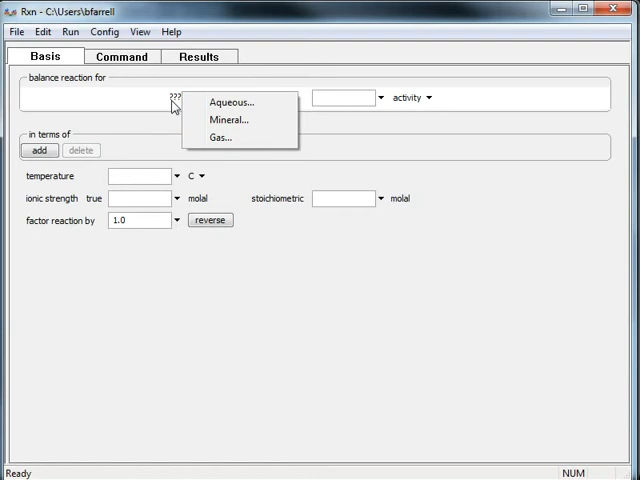 Rxn - C:\Users\bfarrell
File Edit Run Config View Help
Basis Command Results
balance reaction for
??? activity
Aqueous...
Mineral...
Gas...
in terms of
add delete
temperature C
ionic strength true molal stoichiometric molal
factor reaction by 1.0 reverse
Ready NUM